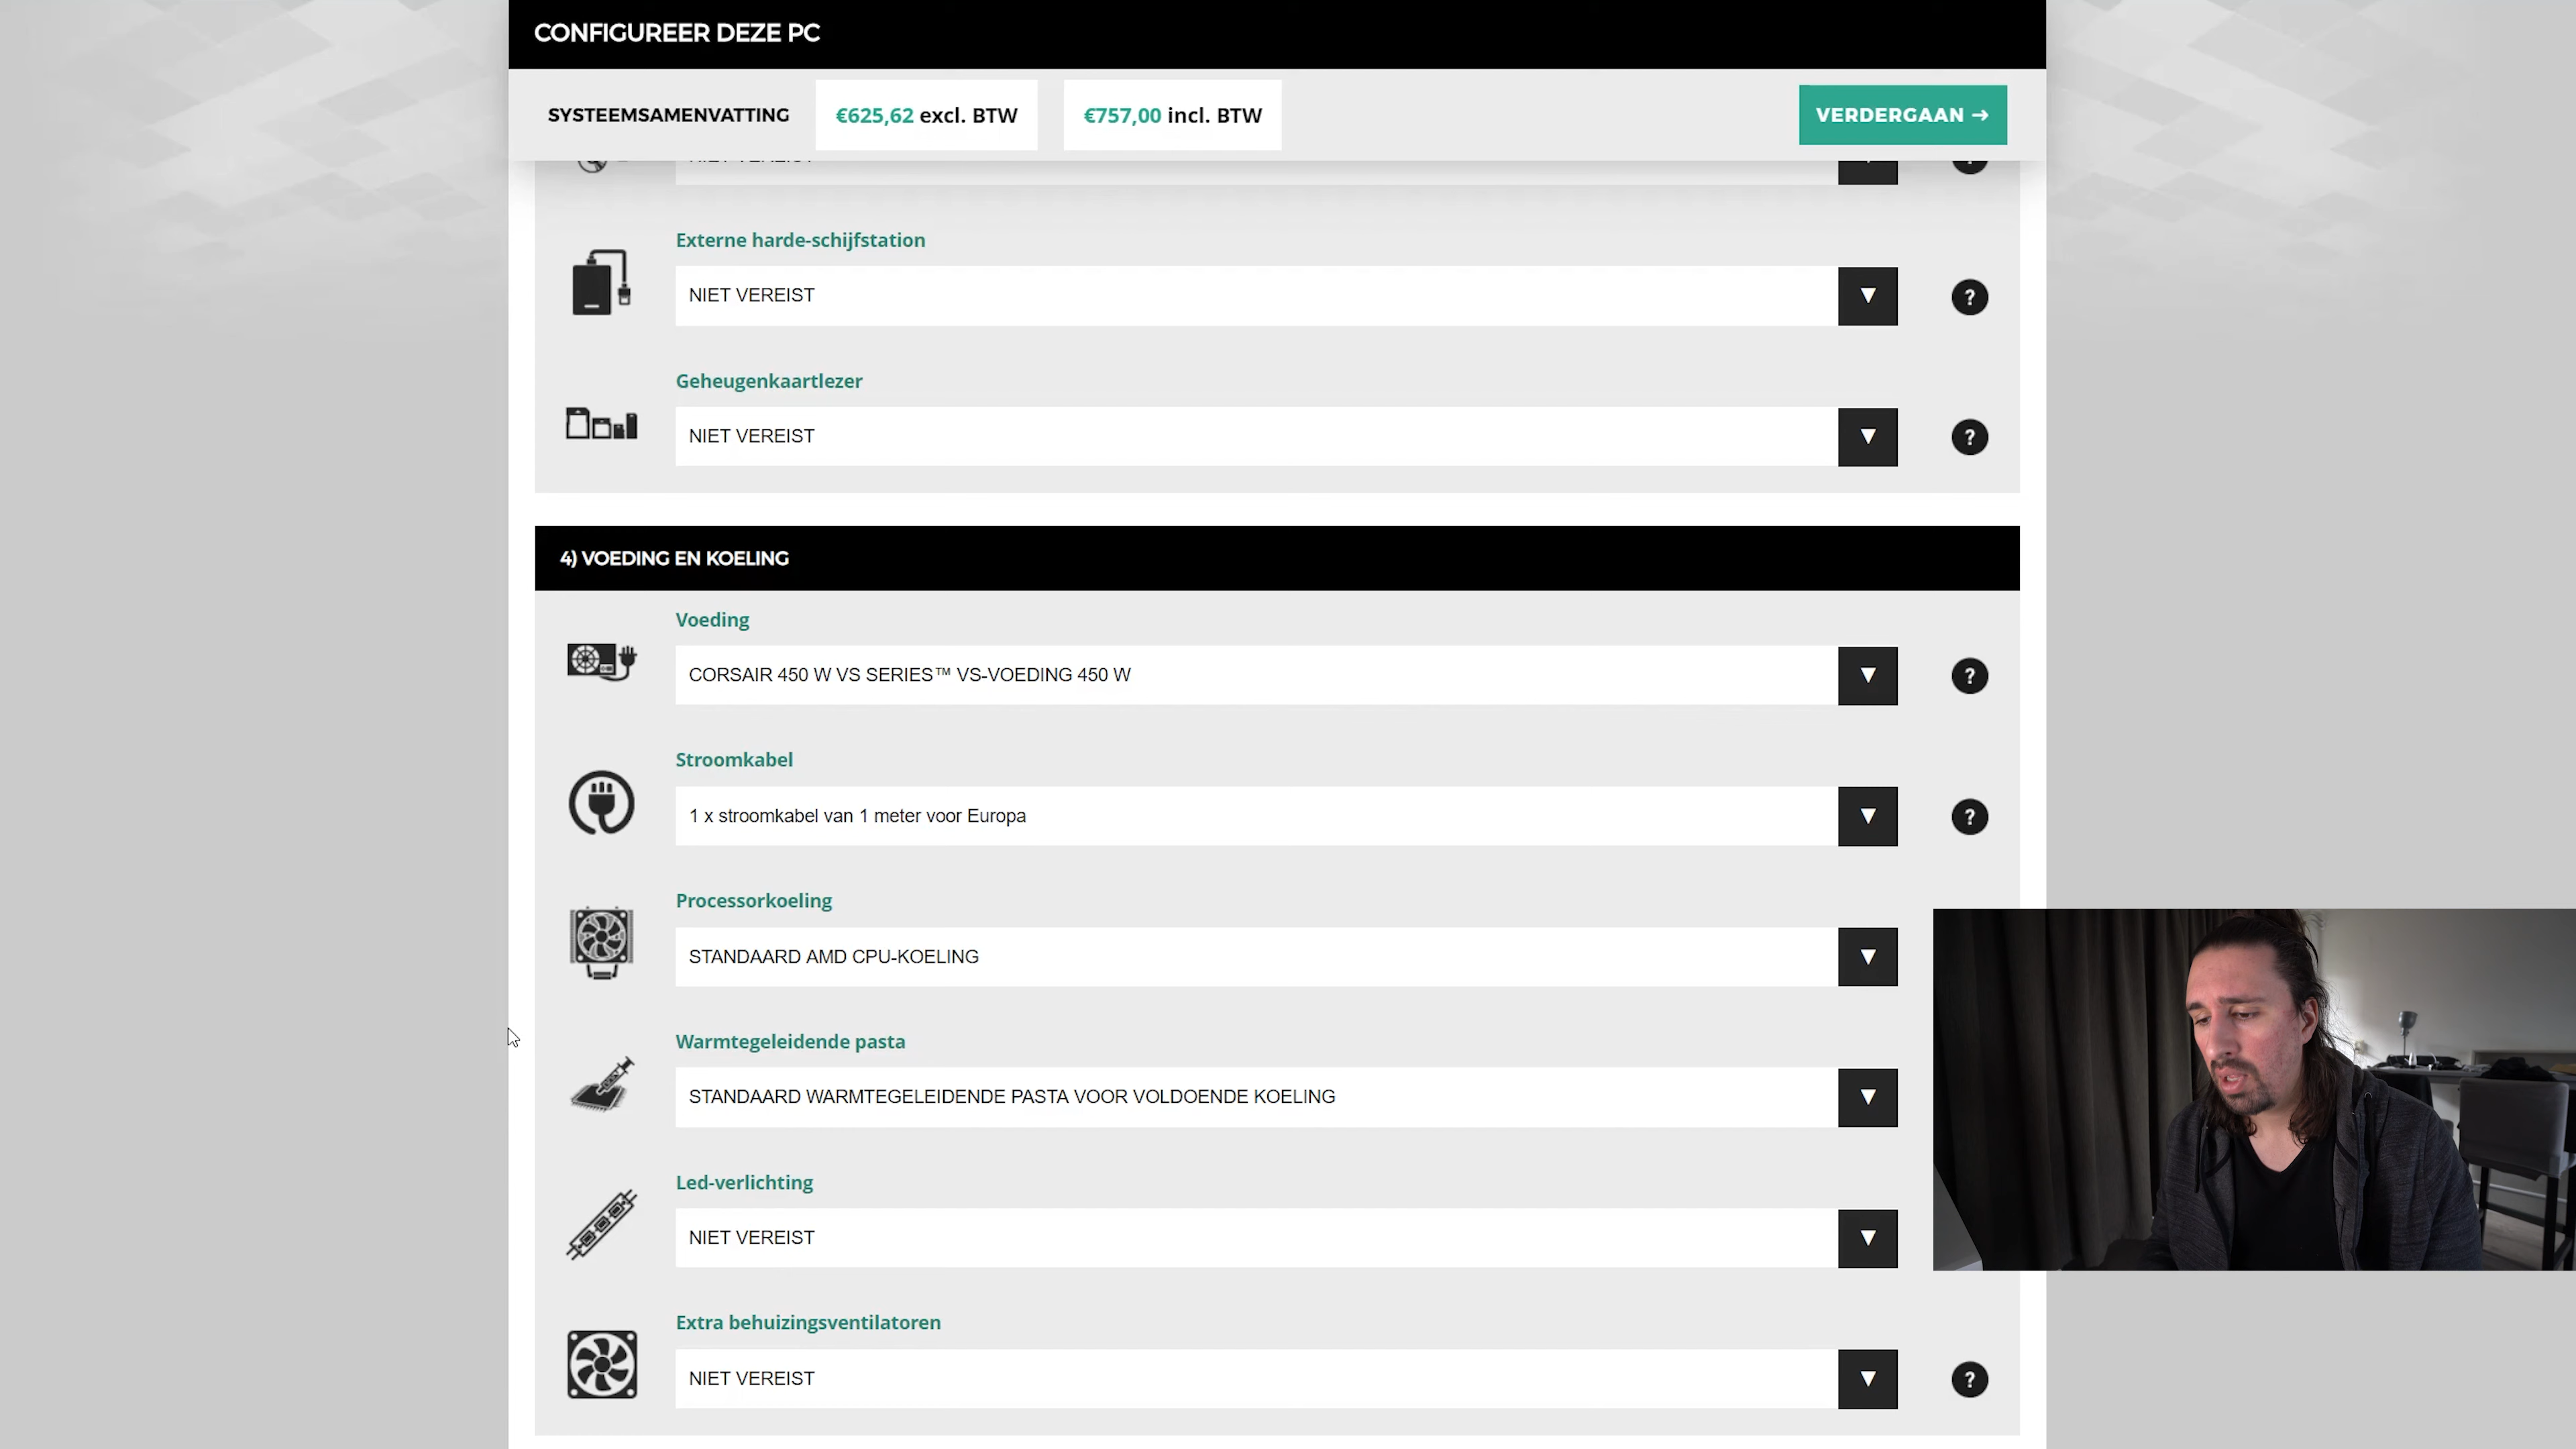 CONFIGUREER DEZE PC
SYSTEEMSAMENVATTING
€625,62 excl. BTW
€757,00 incl. BTW
VERDERGAAN →
NIET VEREIST
?
Externe harde-schijfstation
NIET VEREIST
?
Geheugenkaartlezer
NIET VEREIST
?
4) VOEDING EN KOELING
Voeding
CORSAIR 450 W VS SERIES™ VS-VOEDING 450 W
?
Stroomkabel
1 x stroomkabel van 1 meter voor Europa
?
Processorkoeling
STANDAARD AMD CPU-KOELING
Warmtegeleidende pasta
STANDAARD WARMTEGELEIDENDE PASTA VOOR VOLDOENDE KOELING
Led-verlichting
NIET VEREIST
Extra behuizingsventilatoren
NIET VEREIST
?